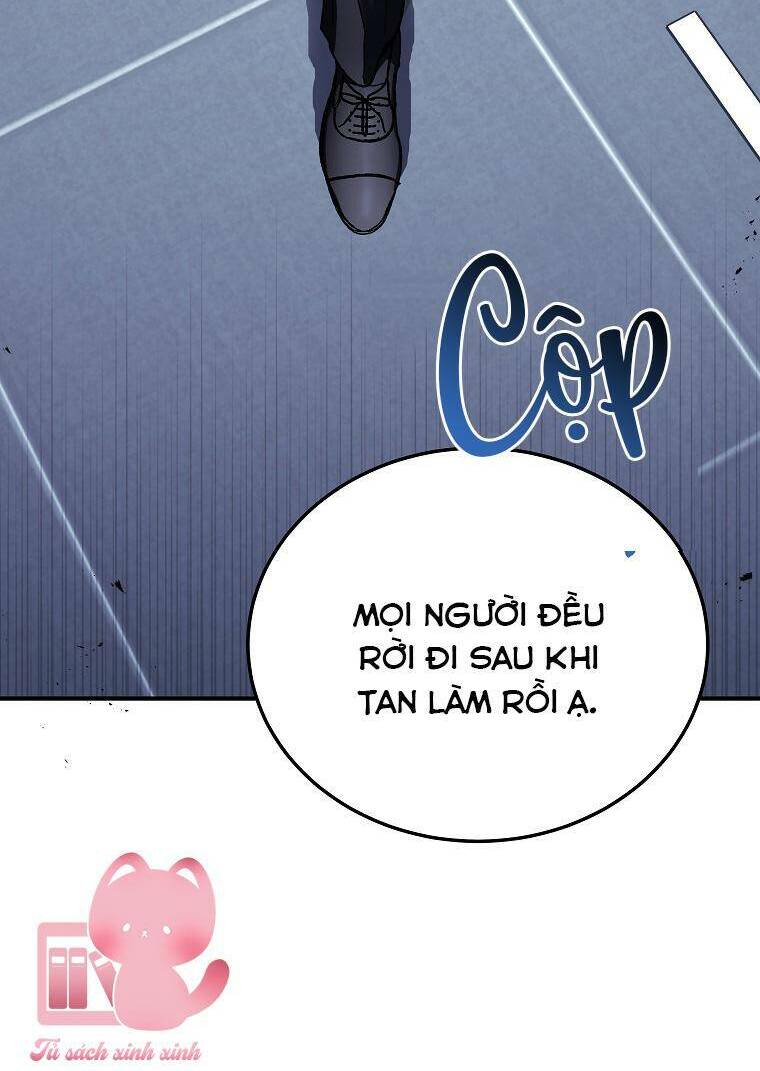 Cộp
MỌI NGƯỜI ĐỀU
RỜI ĐI SAU KHI
TAN LÀM RỒI Ạ.
Tủ sách xinh xinh